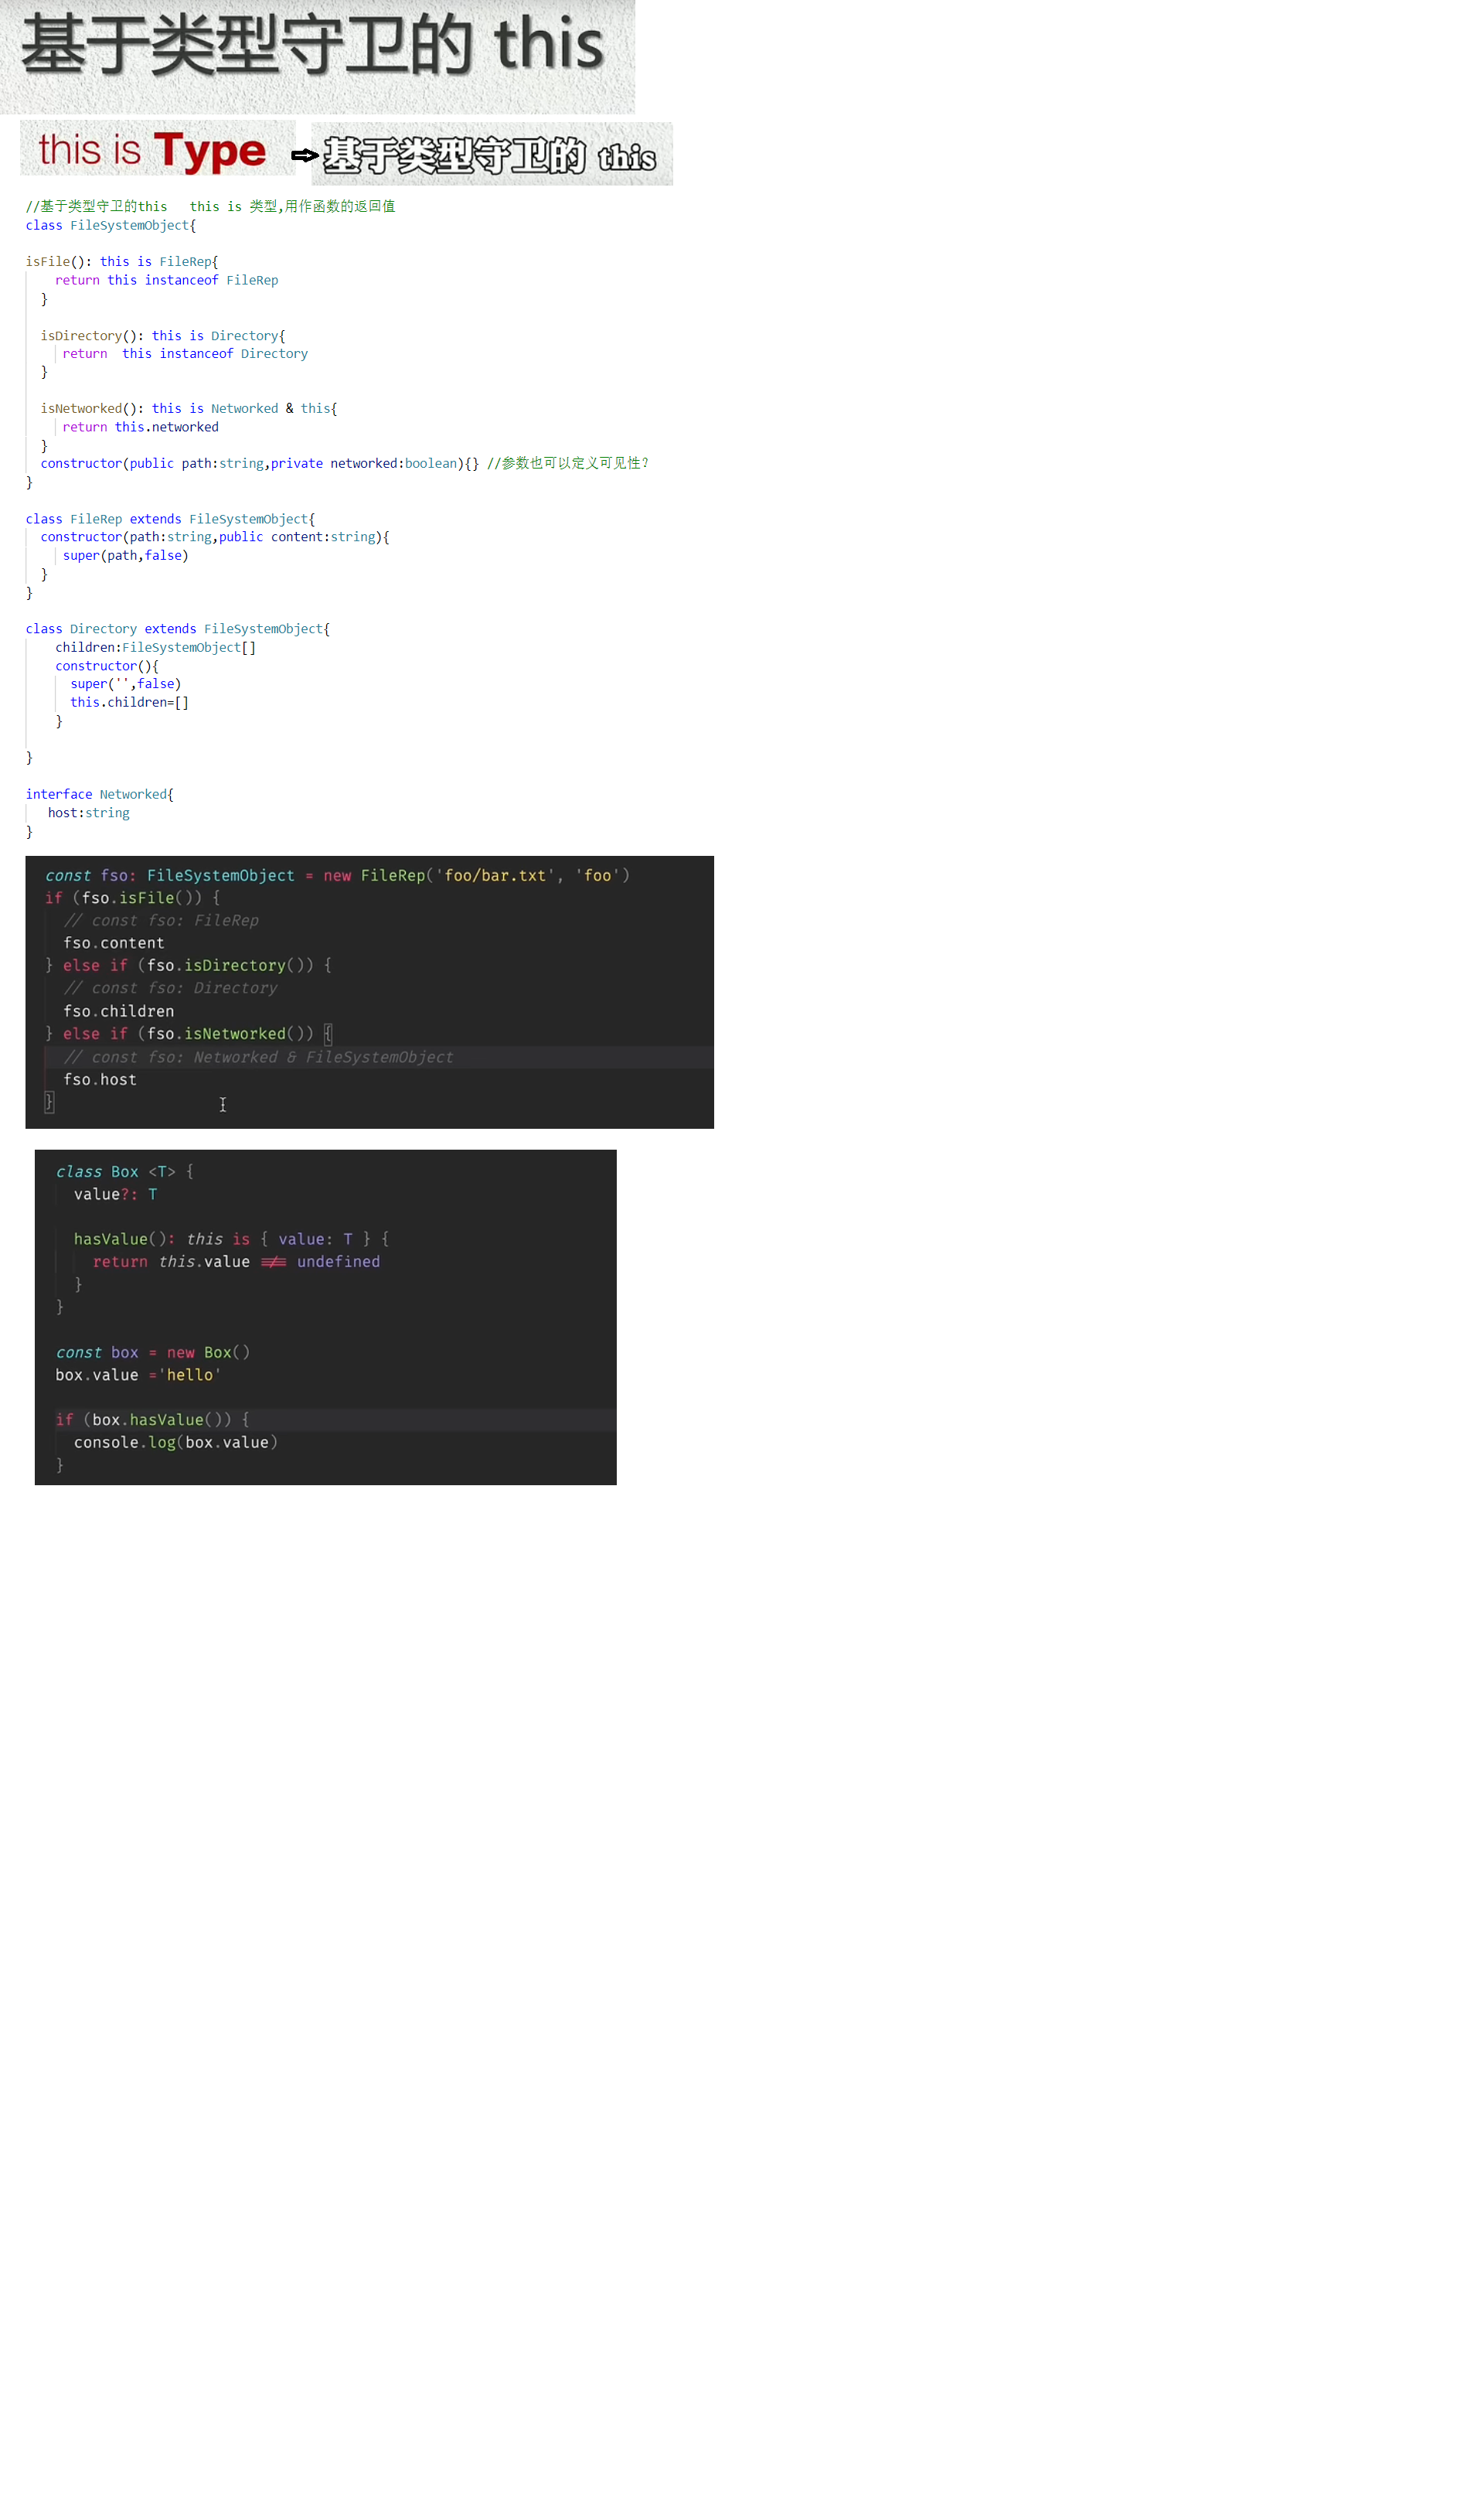 基于类型守卫的 this
this is Type ⇨ 基于类型守卫的 this
//基于类型守卫的this   this is 类型,用作函数的返回值
class FileSystemObject{
isFile(): this is FileRep{
    return this instanceof FileRep
  }
  isDirectory(): this is Directory{
     return  this instanceof Directory
  }
  isNetworked(): this is Networked & this{
     return this.networked
  }
  constructor(public path:string,private networked:boolean){} //参数也可以定义可见性?
}
class FileRep extends FileSystemObject{
  constructor(path:string,public content:string){
     super(path,false)
  }
}
class Directory extends FileSystemObject{
    children:FileSystemObject[]
    constructor(){
      super('',false)
      this.children=[]
    }
}
interface Networked{
   host:string
}
const fso: FileSystemObject = new FileRep('foo/bar.txt', 'foo')
if (fso.isFile()) {
  // const fso: FileRep
  fso.content
} else if (fso.isDirectory()) {
  // const fso: Directory
  fso.children
} else if (fso.isNetworked()) {
  // const fso: Networked & FileSystemObject
  fso.host
}
class Box <T> {
  value?: T
  hasValue(): this is { value: T } {
    return this.value !== undefined
  }
}
const box = new Box()
box.value ='hello'
if (box.hasValue()) {
  console.log(box.value)
}